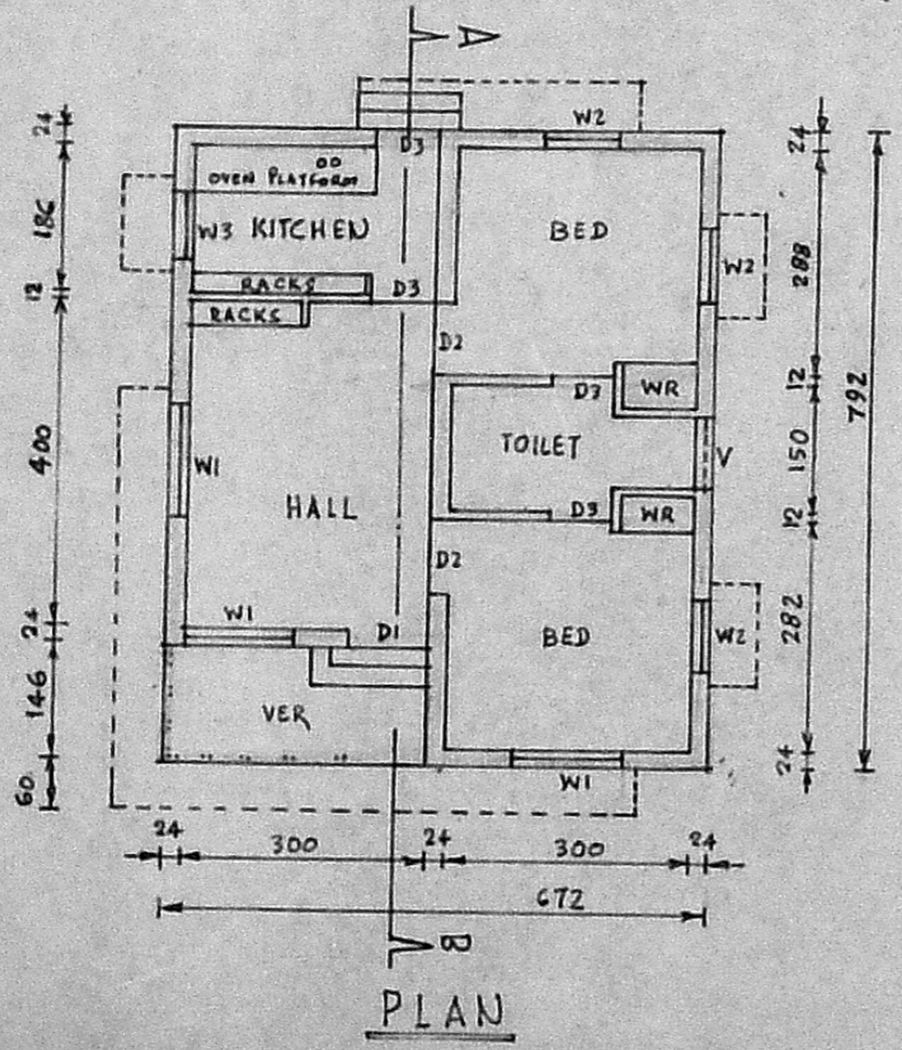 A
W2
24
24
D3
OO
OVEN PLATFORM
186
W3 KITCHEN
BED
W2
288
RACKS
D3
12
RACKS
D2
792
12
D3
WR
400
W1
TOILET
V
150
HALL
D3
WR
12
D2
W1
D1
24
BED
W2
282
146
VER
24
60
W1
24
300
24
300
24
672
B
PLAN